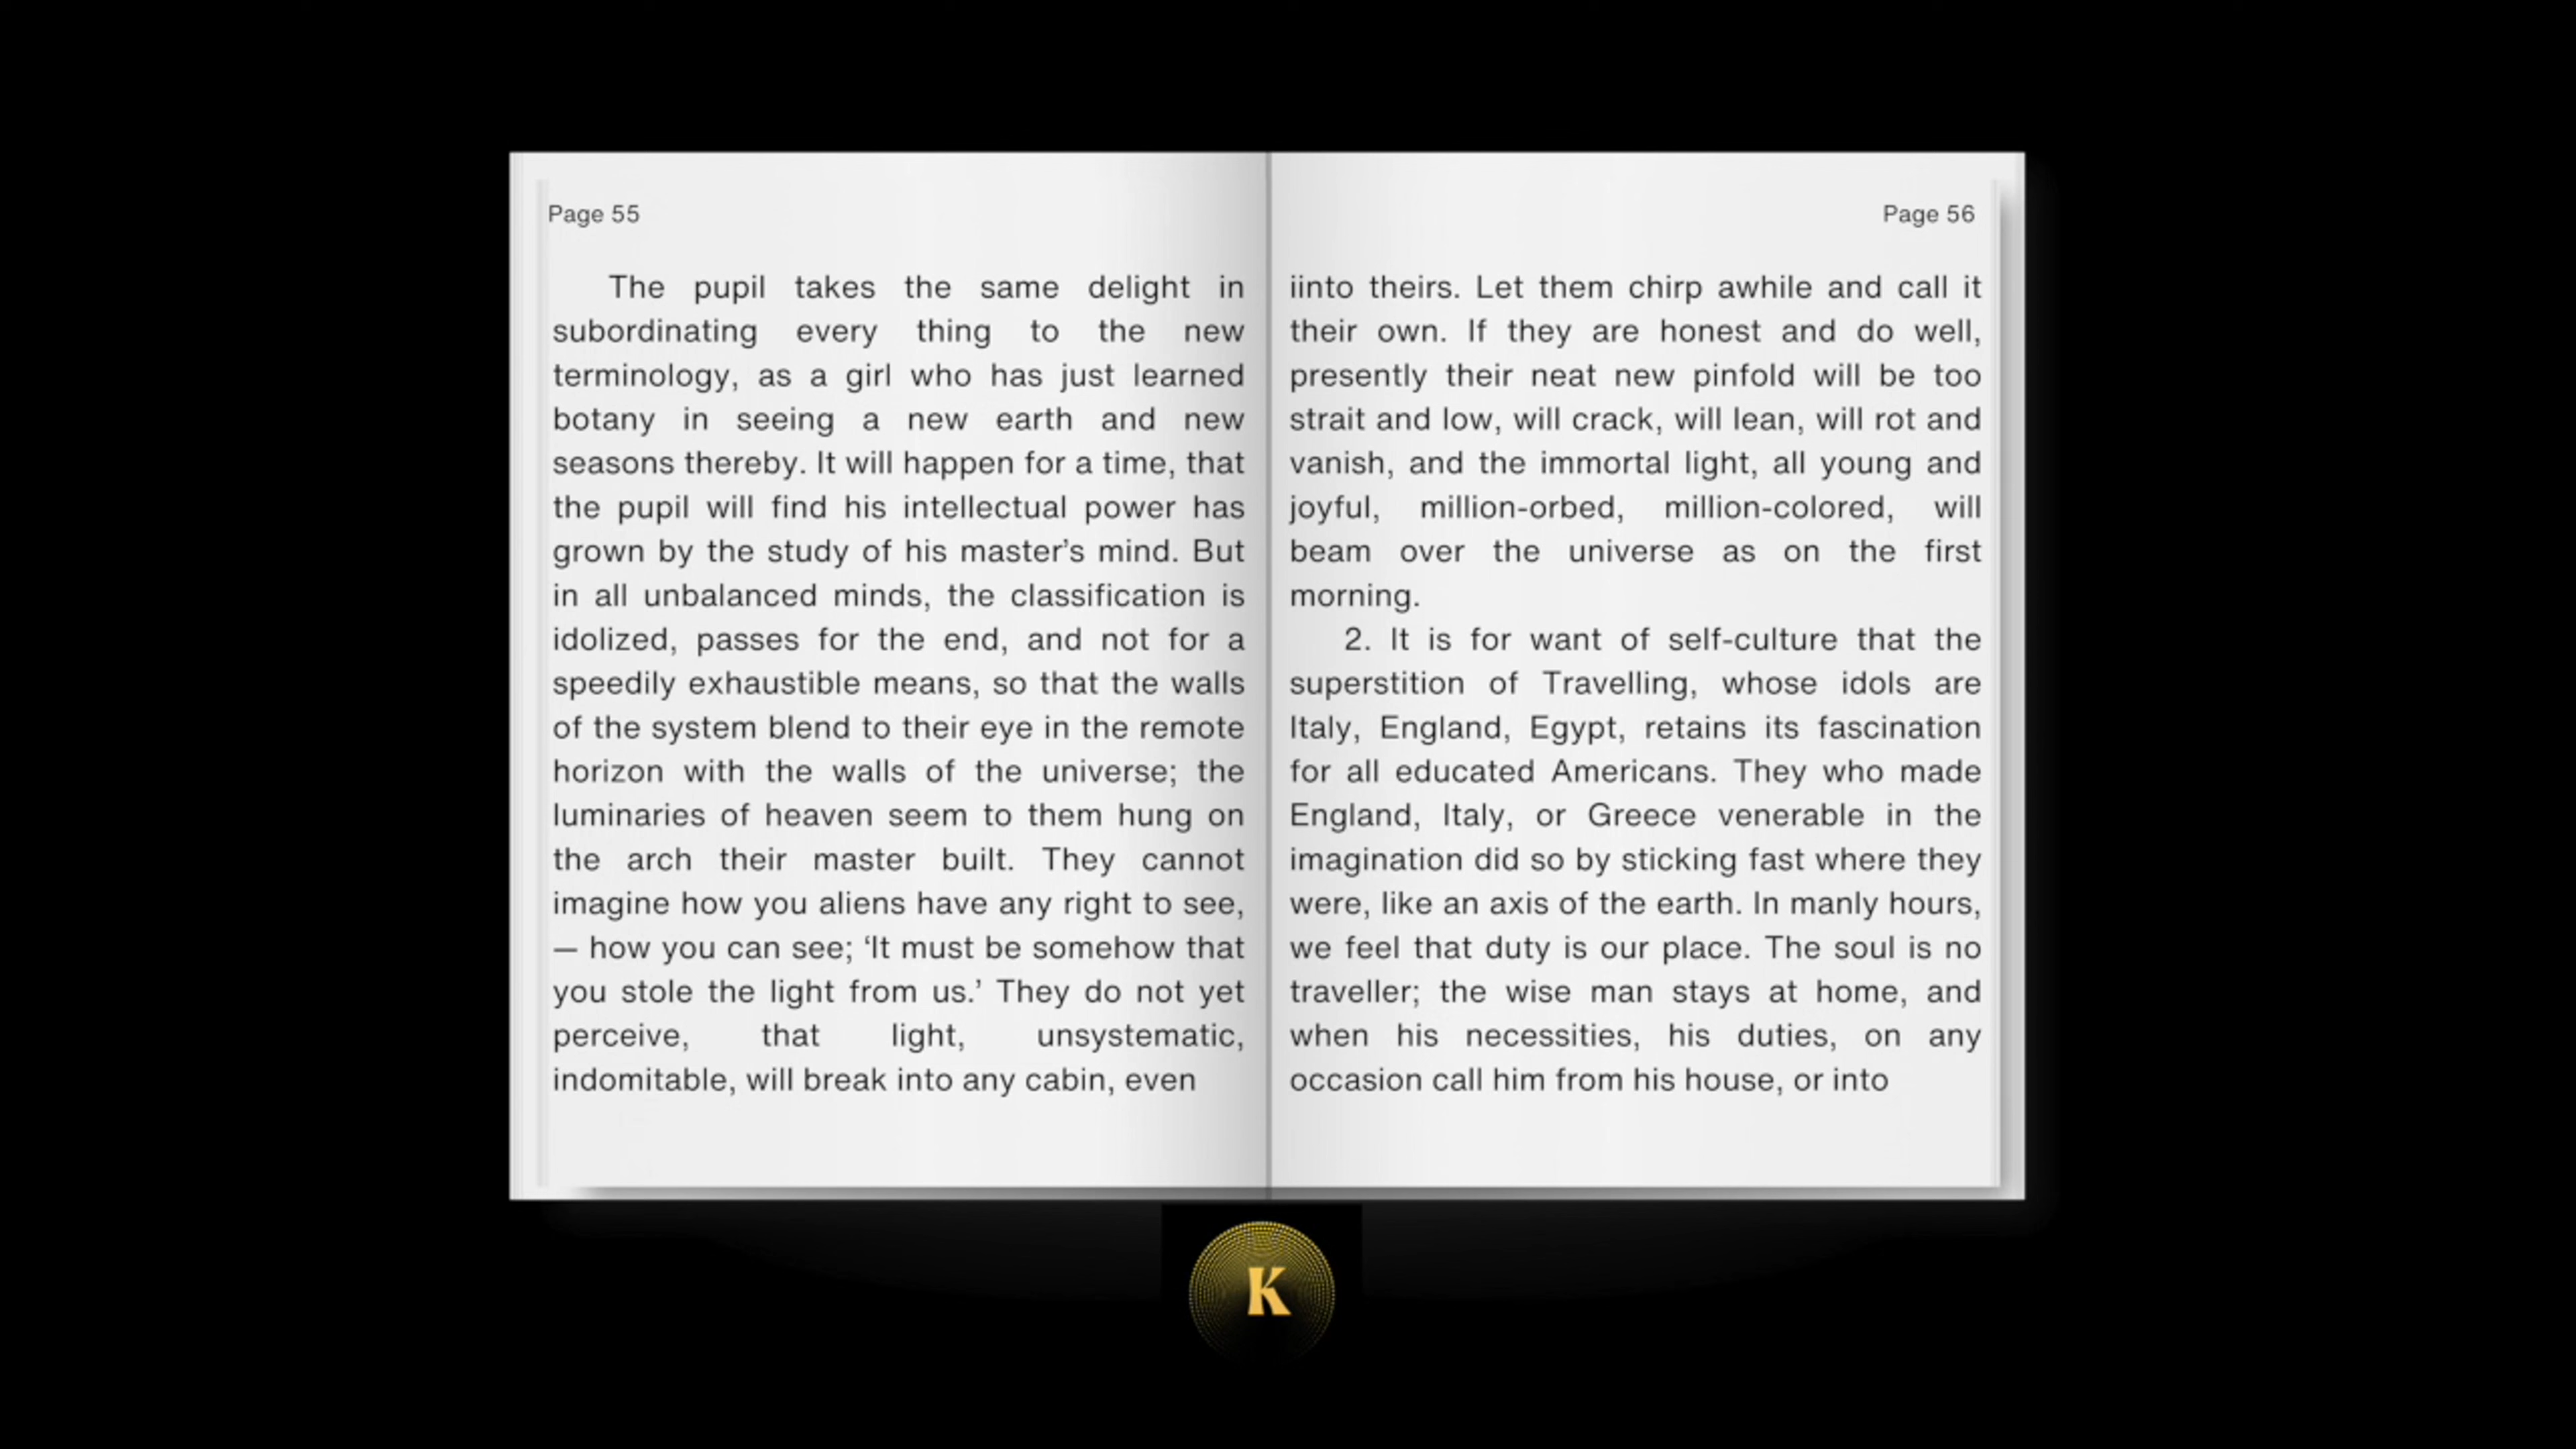 Page 55
The pupil takes the same delight in
subordinating every thing to the new
terminology, as a girl who has just learned
botany in seeing a new earth and new
seasons thereby. It will happen for a time, that
the pupil will find his intellectual power has
grown by the study of his master’s mind. But
in all unbalanced minds, the classification is
idolized, passes for the end, and not for a
speedily exhaustible means, so that the walls
of the system blend to their eye in the remote
horizon with the walls of the universe; the
luminaries of heaven seem to them hung on
the arch their master built. They cannot
imagine how you aliens have any right to see,
— how you can see; ‘It must be somehow that
you stole the light from us.’ They do not yet
perceive, that light, unsystematic,
indomitable, will break into any cabin, even
Page 56
iinto theirs. Let them chirp awhile and call it
their own. If they are honest and do well,
presently their neat new pinfold will be too
strait and low, will crack, will lean, will rot and
vanish, and the immortal light, all young and
joyful, million-orbed, million-colored, will
beam over the universe as on the first
morning.
2. It is for want of self-culture that the
superstition of Travelling, whose idols are
Italy, England, Egypt, retains its fascination
for all educated Americans. They who made
England, Italy, or Greece venerable in the
imagination did so by sticking fast where they
were, like an axis of the earth. In manly hours,
we feel that duty is our place. The soul is no
traveller; the wise man stays at home, and
when his necessities, his duties, on any
occasion call him from his house, or into
K